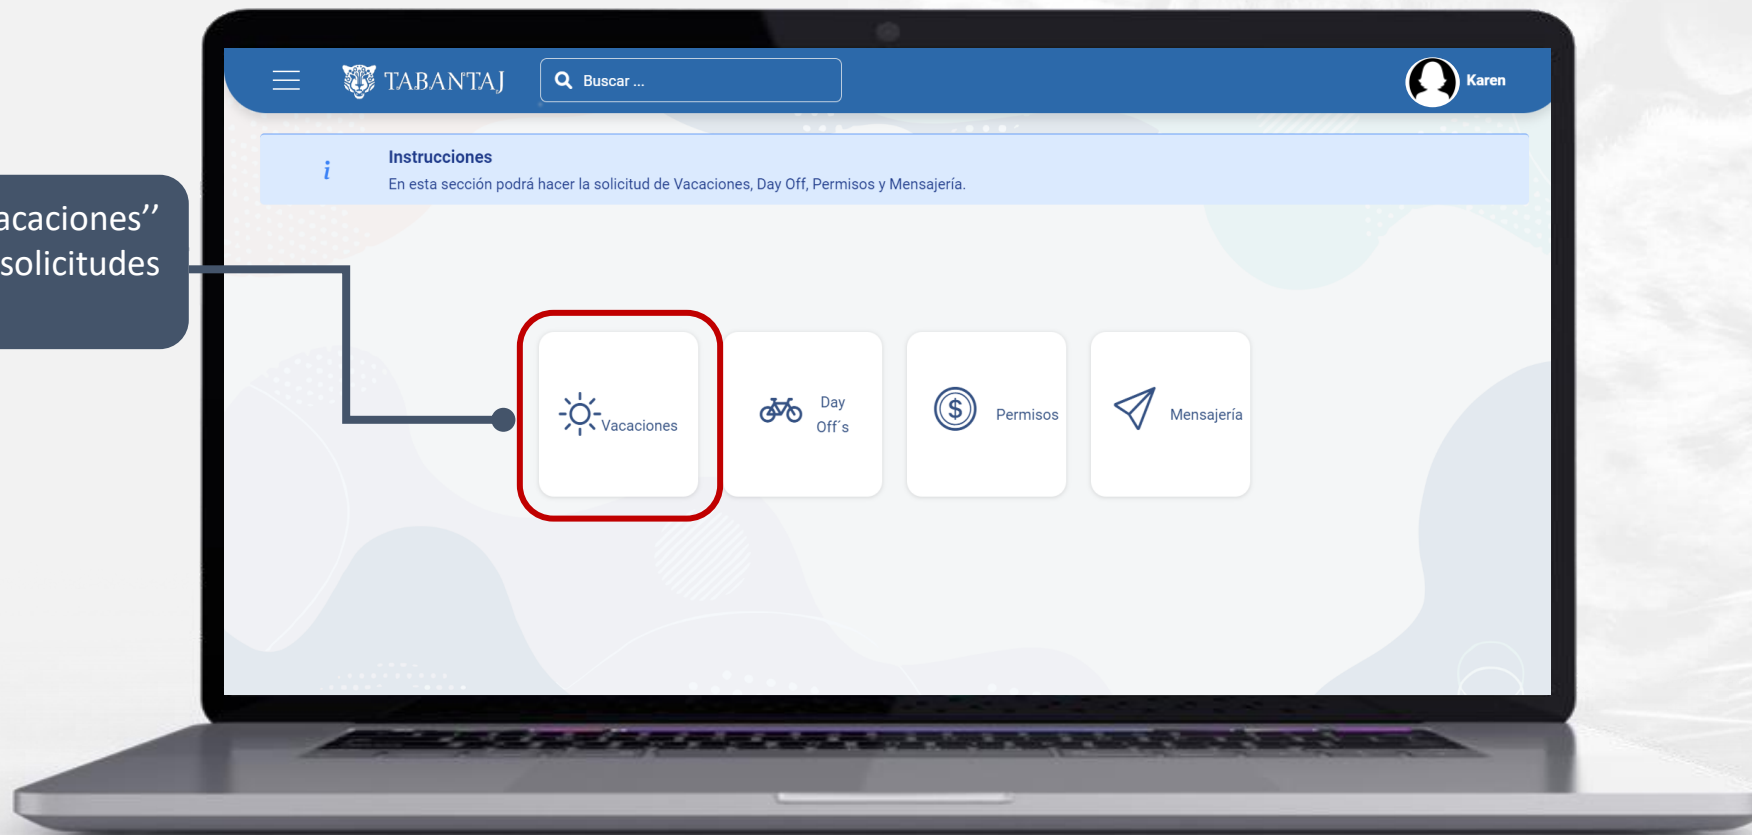 TABANTAJ
Buscar ...
Karen
Instrucciones
En esta sección podrá hacer la solicitud de Vacaciones, Day Off, Permisos y Mensajería.
acaciones’’
solicitudes
Vacaciones
Day
Off´s
Permisos
Mensajería